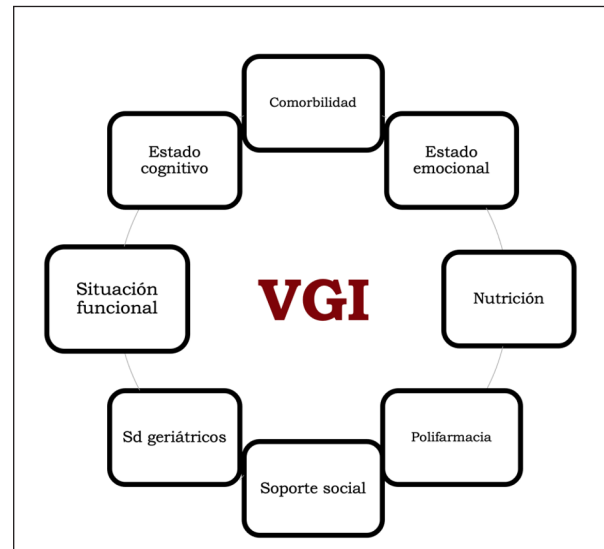 Comorbilidad
Estado
cognitivo
Estado
emocional
Situación
funcional
VGI
Nutrición
Sd geriátricos
Polifarmacia
Soporte social